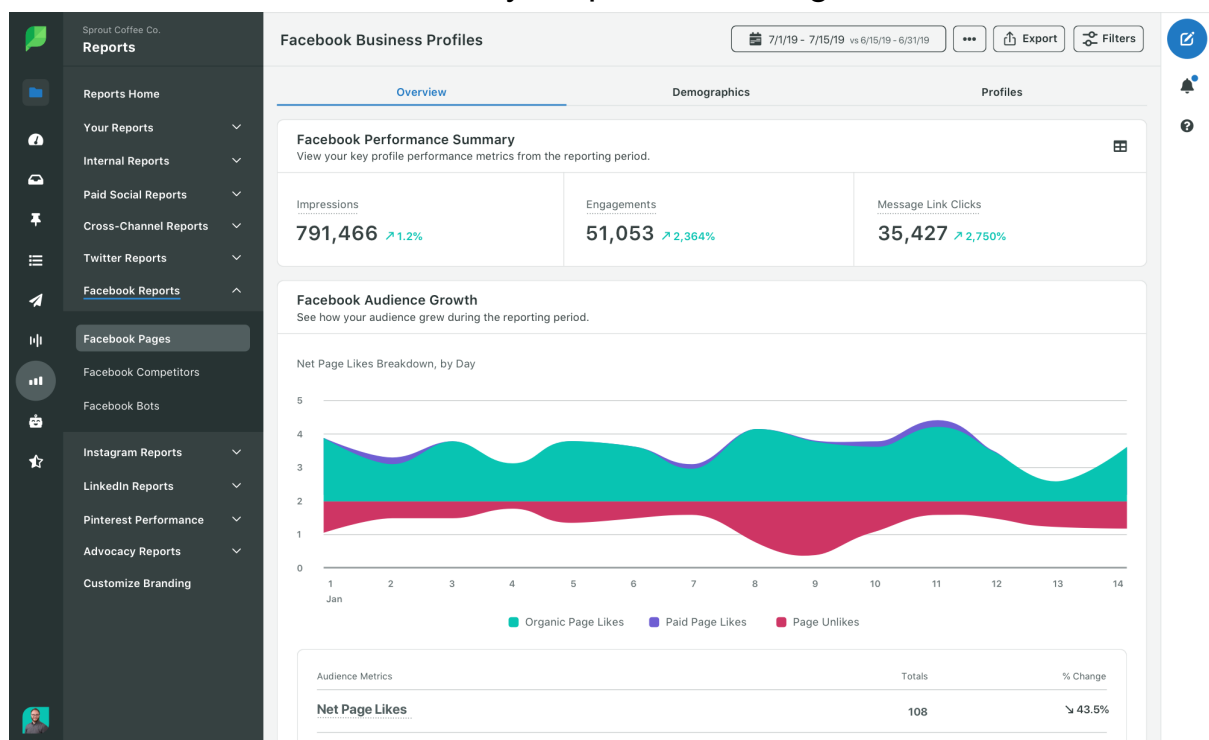 Sprout Coffee Co.
Reports
Reports Home
Your Reports
Internal Reports
Paid Social Reports
Cross-Channel Reports
Twitter Reports
Facebook Reports
Facebook Pages
Facebook Competitors
Facebook Bots
Instagram Reports
LinkedIn Reports
Pinterest Performance
Advocacy Reports
Customize Branding
Facebook Business Profiles
7/1/19 - 7/15/19 vs 6/15/19 - 6/31/19
Export
Filters
Overview Demographics Profiles
Facebook Performance Summary
View your key profile performance metrics from the reporting period.
Impressions
791,466 1.2%
Engagements
51,053 2,364%
Message Link Clicks
35,427 2,750%
Facebook Audience Growth
See how your audience grew during the reporting period.
Net Page Likes Breakdown, by Day
5
4
3
2
1
0
1 2 3 4 5 6 7 8 9 10 11 12 13 14
Jan
Organic Page Likes Paid Page Likes Page Unlikes
Audience Metrics Totals % Change
Net Page Likes 108 43.5%